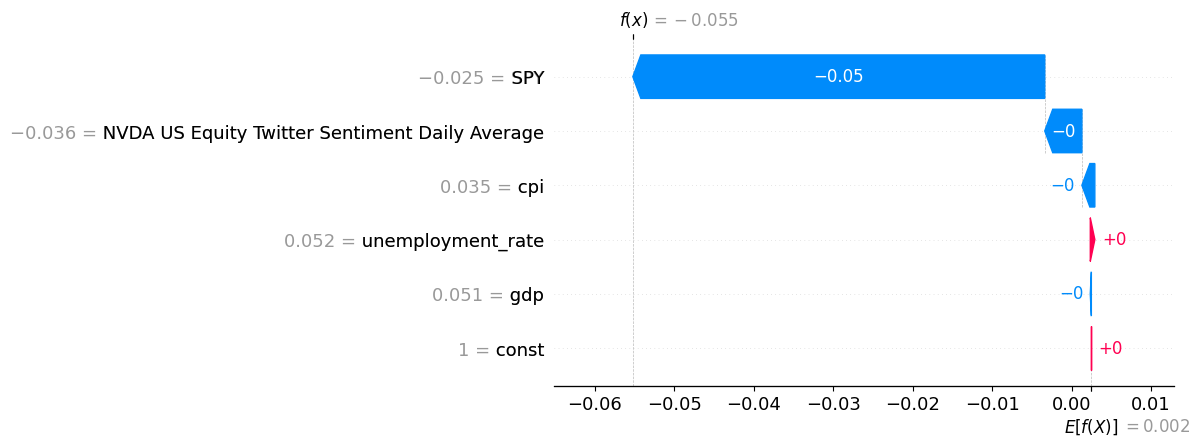 f(x) = −0.055
−0.025 = SPY
−0.05
−0.036 = NVDA US Equity Twitter Sentiment Daily Average
−0
0.035 = cpi
−0
0.052 = unemployment_rate
+0
0.051 = gdp
−0
1 = const
+0
−0.06 −0.05 −0.04 −0.03 −0.02 −0.01 0.00 0.01
E[f(X)] = 0.002